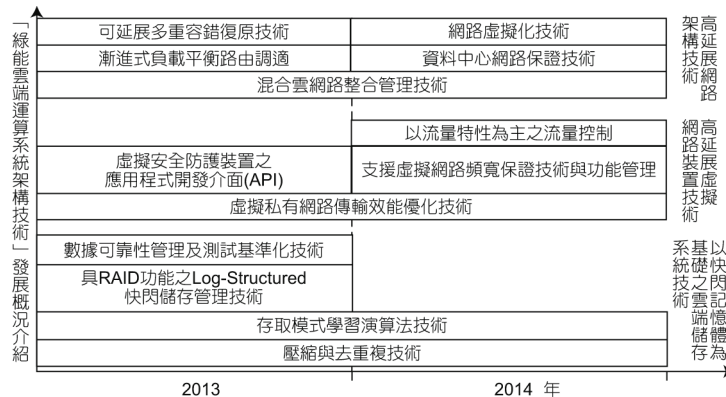 「綠能雲端運算系統架構技術」發展概況介紹
可延展多重容錯復原技術
網路虛擬化技術
漸進式負載平衡路由調適
資料中心網路保證技術
混合雲網路整合管理技術
高延展網路
架構技術
以流量特性為主之流量控制
虛擬安全防護裝置之
應用程式開發介面(API)
支援虛擬網路頻寬保證技術與功能管理
虛擬私有網路傳輸效能優化技術
高延展虛擬
網路裝置技術
數據可靠性管理及測試基準化技術
具RAID功能之Log-Structured
快閃儲存管理技術
存取模式學習演算法技術
壓縮與去重複技術
以快閃記憶體為
基礎之雲端儲存
系統技術
2013
2014 年